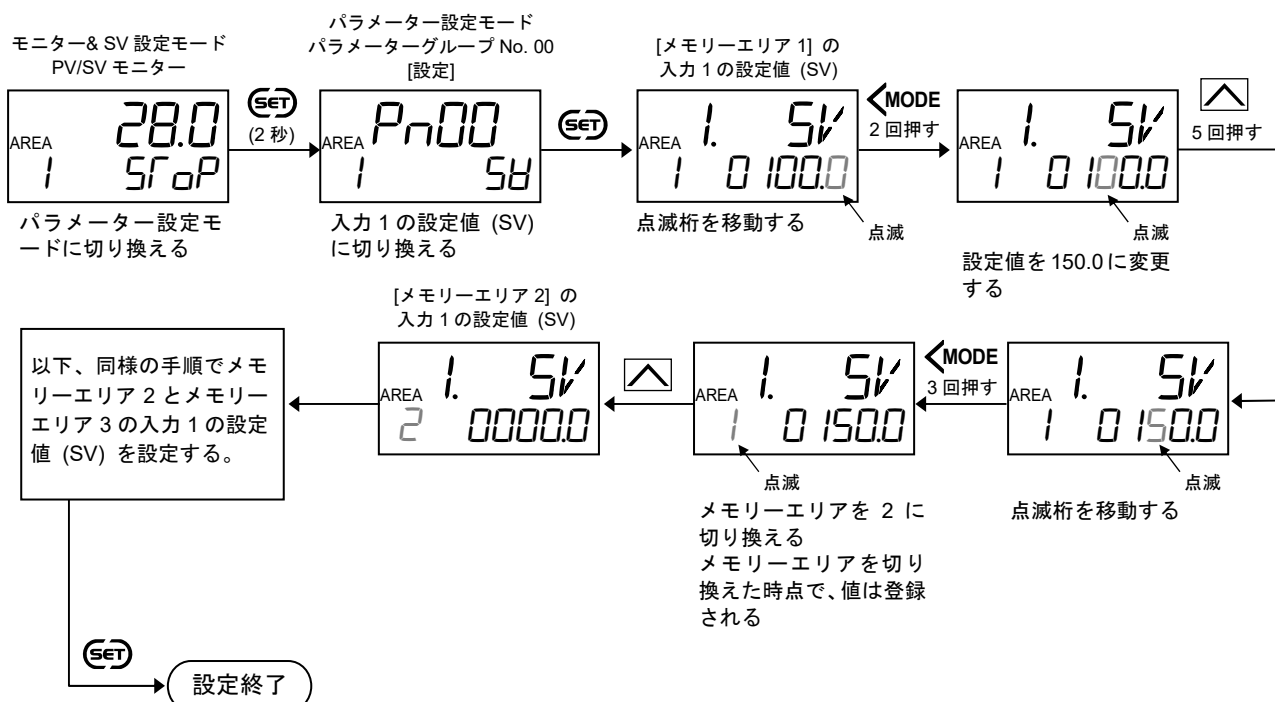 モニター& SV 設定モード
PV/SV モニター
AREA
28.0
1
SToP
パラメーター設定モ
ードに切り換える
SET
(2 秒)
パラメーター設定モード
パラメーターグループ No. 00
[設定]
AREA
Pn00
1
入力 1 の設定値 (SV)
に切り換える
SET
[メモリーエリア 1] の
入力 1 の設定値 (SV)
AREA
1. SV
1
0100.0
点滅桁を移動する
点滅
MODE
2 回押す
AREA
1. SV
1
0100.0
点滅
設定値を 150.0 に変更
する
5 回押す
AREA
1. SV
1
0150.0
点滅
点滅桁を移動する
MODE
3 回押す
AREA
1. SV
1
0150.0
点滅
メモリーエリアを 2 に
切り換える
メモリーエリアを切り
換えた時点で、値は登録
される
[メモリーエリア 2] の
入力 1 の設定値 (SV)
AREA
1. SV
2
0000.0
以下、同様の手順でメモ
リーエリア 2 とメモリー
エリア 3 の入力 1 の設定
値 (SV) を設定する。
SET
設定終了